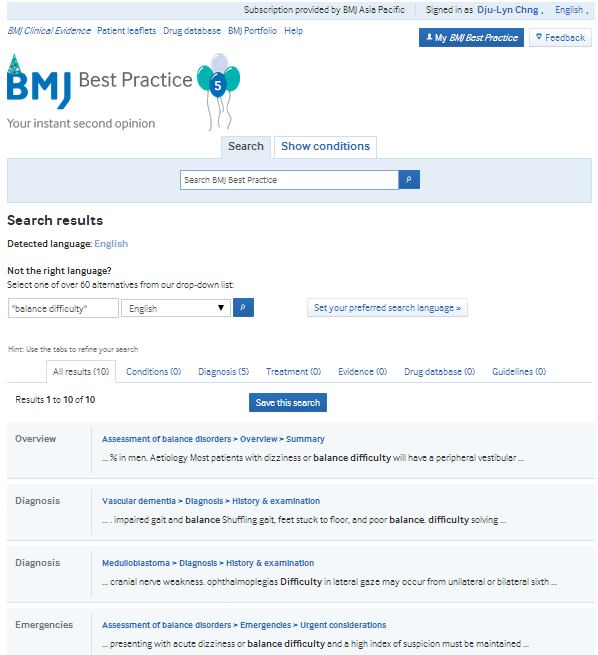 Subscription provided by BMJ Asia Pacific Signed in as Dju-Lyn Chng . English .
BMJ Clinical Evidence Patient leaflets Drug database BMJ Portfolio Help
My BMJ Best Practice Feedback
BMJ Best Practice 5
Your instant second opinion
Search Show conditions
Search BMJ Best Practice
Search results
Detected language: English
Not the right language?
Select one of over 60 alternatives from our drop-down list:
"balance difficulty" English Set your preferred search language »
Hint: Use the tabs to refine your search
All results (10) Conditions (0) Diagnosis (5) Treatment (0) Evidence (0) Drug database (0) Guidelines (0)
Results 1 to 10 of 10 Save this search
Overview Assessment of balance disorders > Overview > Summary
... % in men. Aetiology Most patients with dizziness or balance difficulty will have a peripheral vestibular ...
Diagnosis Vascular dementia > Diagnosis > History & examination
... . impaired gait and balance Shuffling gait, feet stuck to floor, and poor balance. difficulty solving ...
Diagnosis Medulloblastoma > Diagnosis > History & examination
... cranial nerve weakness, ophthalmoplegias Difficulty in lateral gaze may occur from unilateral or bilateral sixth ...
Emergencies Assessment of balance disorders > Emergencies > Urgent considerations
... presenting with acute dizziness or balance difficulty and a high index of suspicion must be maintained ...